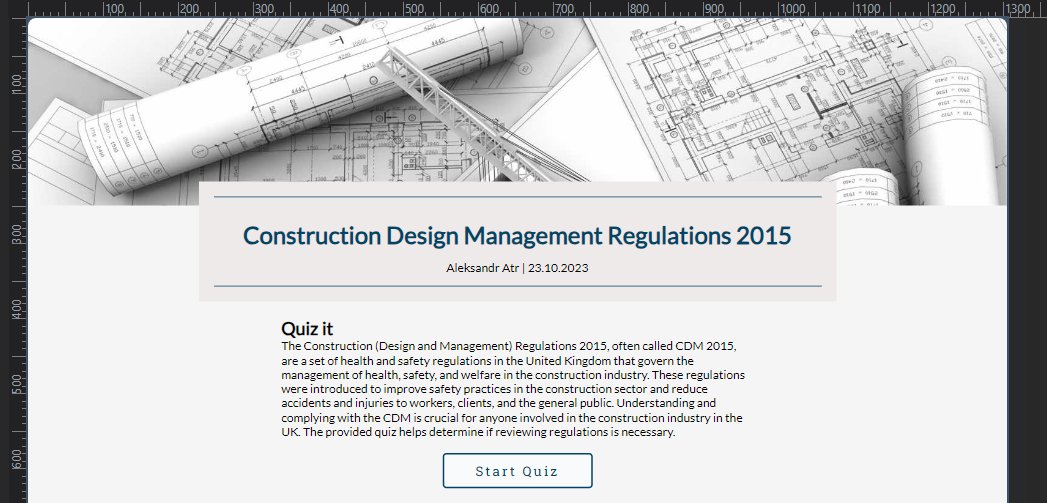 100 200 300 400 500 600 700 800 900 1000 1100 1200 1300
100
200
300
400
500
600
Construction Design Management Regulations 2015
Aleksandr Atr | 23.10.2023
Quiz it
The Construction (Design and Management) Regulations 2015, often called CDM 2015,
are a set of health and safety regulations in the United Kingdom that govern the
management of health, safety, and welfare in the construction industry. These regulations
were introduced to improve safety practices in the construction sector and reduce
accidents and injuries to workers, clients, and the general public. Understanding and
complying with the CDM is crucial for anyone involved in the construction industry in the
UK. The provided quiz helps determine if reviewing regulations is necessary.
Start Quiz